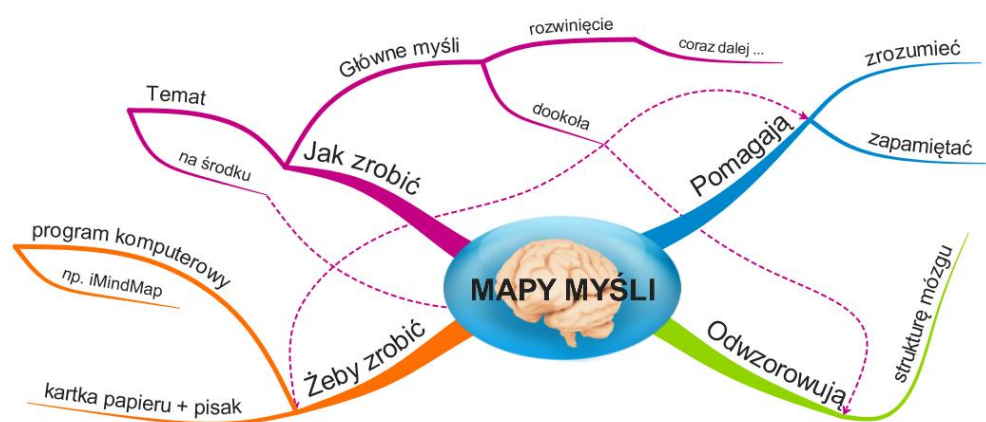 MAPY MYŚLI
Jak zrobić
Temat
na środku
Główne myśli
rozwinięcie
coraz dalej ...
dookoła
Pomagają
zrozumieć
zapamiętać
Odwzorowują
strukturę mózgu
Żeby zrobić
program komputerowy
np. iMindMap
kartka papieru + pisak